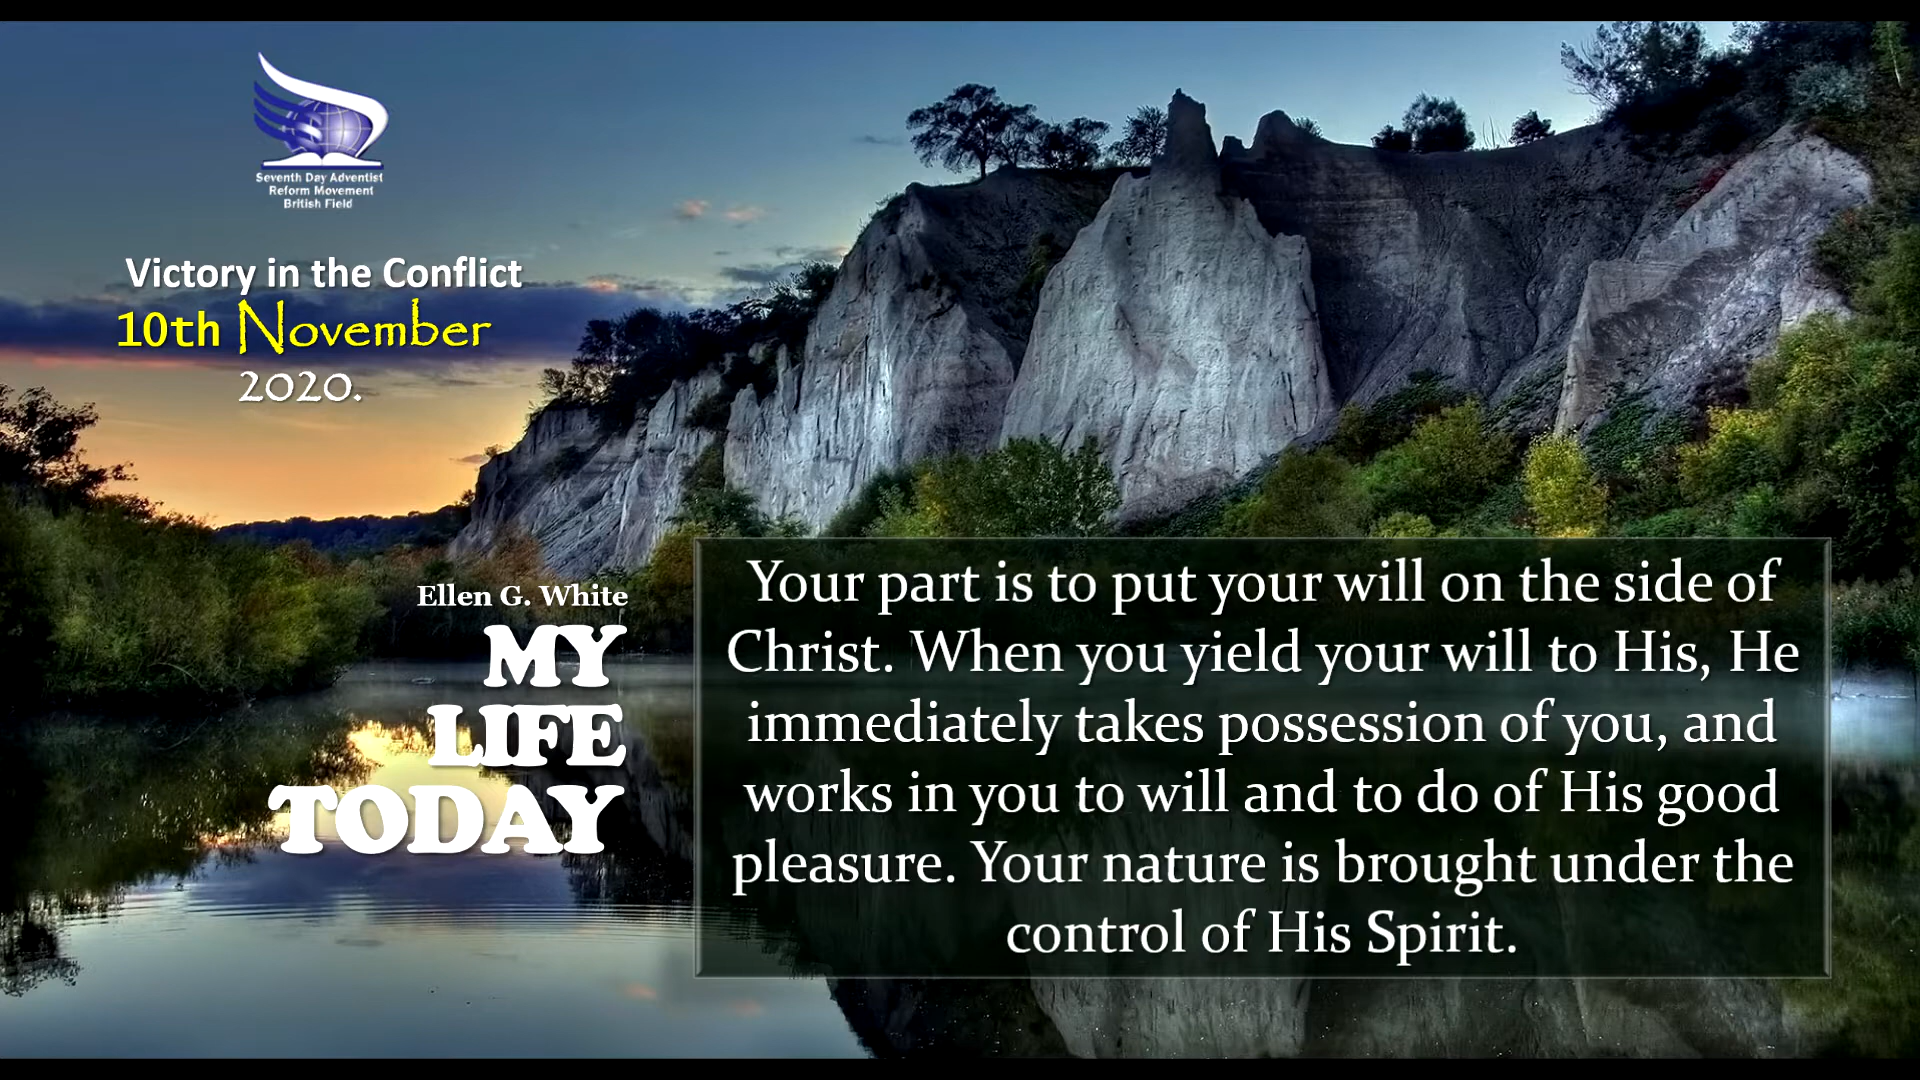 Seventh Day Adventist
Reform Movement
British Field
Victory in the Conflict
10th November
2020.
Ellen G. White
MY
LIFE
TODAY
Your part is to put your will on the side of
Christ. When you yield your will to His, He
immediately takes possession of you, and
works in you to will and to do of His good
pleasure. Your nature is brought under the
control of His Spirit.